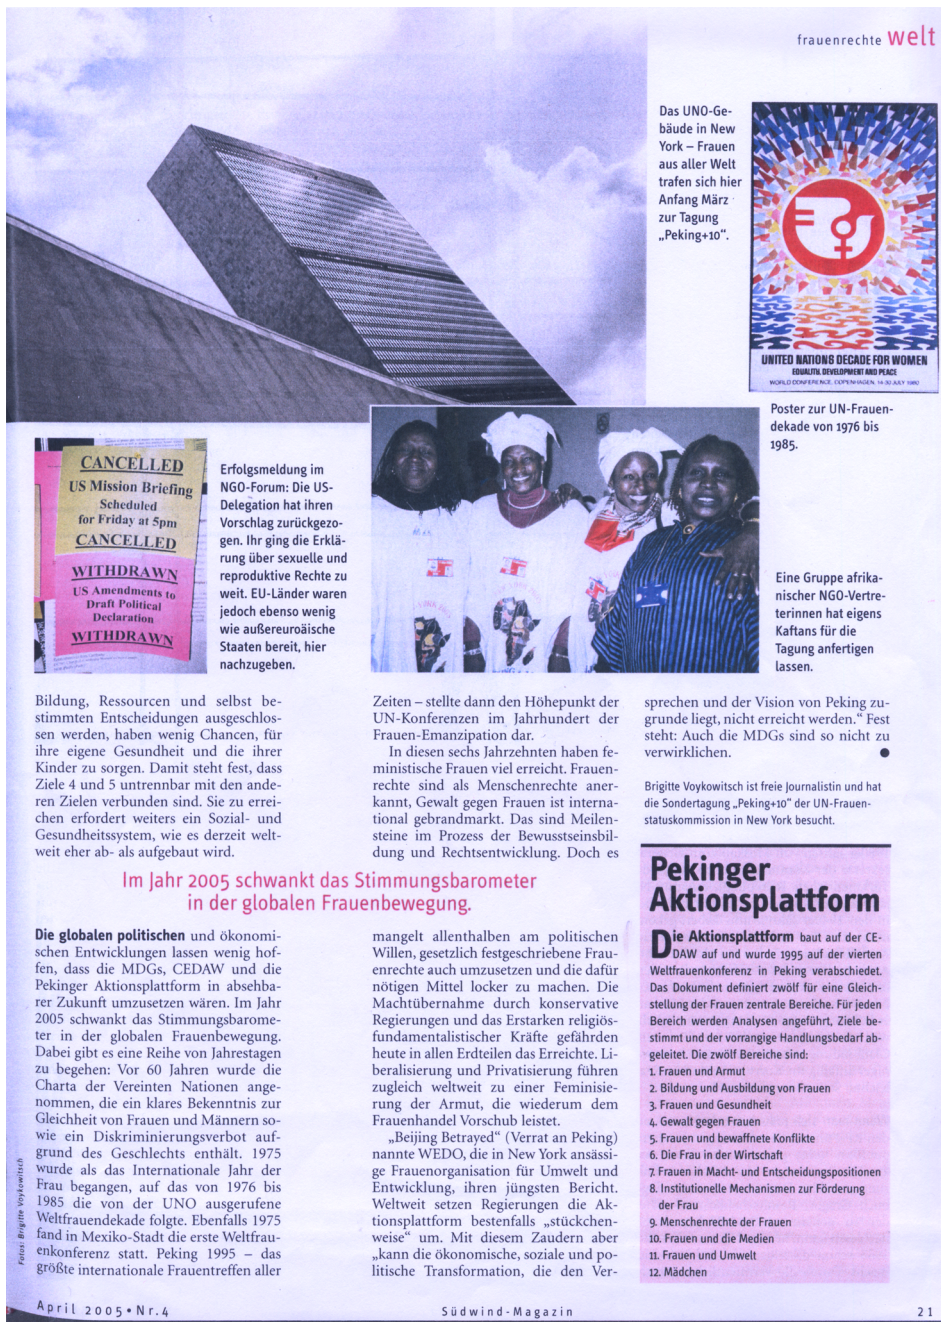 frauenrechte welt
Das UNO-Ge-
bäude in New
York – Frauen
aus aller Welt
trafen sich hier
Anfang März
zur Tagung
„Peking+10“.
UNITED NATIONS DECADE FOR WOMEN
EQUALITY, DEVELOPMENT AND PEACE
WORLD CONFERENCE, COPENHAGEN, 14-30 JULY 1980
Poster zur UN-Frauen-
dekade von 1976 bis
1985.
CANCELLED
US Mission Briefing
Scheduled
for Friday at 5pm
CANCELLED
WITHDRAWN
US Amendments to
Draft Political
Declaration
WITHDRAWN
Erfolgsmeldung im
NGO-Forum: Die US-
Delegation hat ihren
Vorschlag zurückgezo-
gen. Ihr ging die Erklä-
rung über sexuelle und
reproduktive Rechte zu
weit. EU-Länder waren
jedoch ebenso wenig
wie außereuroäische
Staaten bereit, hier
nachzugeben.
Eine Gruppe afrika-
nischer NGO-Vertre-
terinnen hat eigens
Kaftans für die
Tagung anfertigen
lassen.
Bildung, Ressourcen und selbst be-
stimmten Entscheidungen ausgeschlos-
sen werden, haben wenig Chancen, für
ihre eigene Gesundheit und die ihrer
Kinder zu sorgen. Damit steht fest, dass
Ziele 4 und 5 untrennbar mit den ande-
ren Zielen verbunden sind. Sie zu errei-
chen erfordert weiters ein Sozial- und
Gesundheitssystem, wie es derzeit welt-
weit eher ab- als aufgebaut wird.
Im Jahr 2005 schwankt das Stimmungsbarometer
in der globalen Frauenbewegung.
Die globalen politischen und ökonomi-
schen Entwicklungen lassen wenig hof-
fen, dass die MDGs, CEDAW und die
Pekinger Aktionsplattform in absehba-
rer Zukunft umzusetzen wären. Im Jahr
2005 schwankt das Stimmungsbarome-
ter in der globalen Frauenbewegung.
Dabei gibt es eine Reihe von Jahrestagen
zu begehen: Vor 60 Jahren wurde die
Charta der Vereinten Nationen ange-
nommen, die ein klares Bekenntnis zur
Gleichheit von Frauen und Männern so-
wie ein Diskriminierungsverbot auf-
grund des Geschlechts enthält. 1975
wurde als das Internationale Jahr der
Frau begangen, auf das von 1976 bis
1985 die von der UNO ausgerufene
Weltfrauendekade folgte. Ebenfalls 1975
fand in Mexiko-Stadt die erste Weltfrau-
enkonferenz statt. Peking 1995 – das
größte internationale Frauentreffen aller
Zeiten – stellte dann den Höhepunkt der
UN-Konferenzen im Jahrhundert der
Frauen-Emanzipation dar.
In diesen sechs Jahrzehnten haben fe-
ministische Frauen viel erreicht. Frauen-
rechte sind als Menschenrechte aner-
kannt, Gewalt gegen Frauen ist interna-
tional gebrandmarkt. Das sind Meilen-
steine im Prozess der Bewusstseinsbil-
dung und Rechtsentwicklung. Doch es
mangelt allenthalben am politischen
Willen, gesetzlich festgeschriebene Frau-
enrechte auch umzusetzen und die dafür
nötigen Mittel locker zu machen. Die
Machtübernahme durch konservative
Regierungen und das Erstarken religiös-
fundamentalistischer Kräfte gefährden
heute in allen Erdteilen das Erreichte. Li-
beralisierung und Privatisierung führen
zugleich weltweit zu einer Feminisie-
rung der Armut, die wiederum dem
Frauenhandel Vorschub leistet.
„Beijing Betrayed“ (Verrat an Peking)
nannte WEDO, die in New York ansässi-
ge Frauenorganisation für Umwelt und
Entwicklung, ihren jüngsten Bericht.
Weltweit setzen Regierungen die Ak-
tionsplattform bestenfalls „stückchen-
weise“ um. Mit diesem Zaudern aber
„kann die ökonomische, soziale und po-
litische Transformation, die den Ver-
sprechen und der Vision von Peking zu-
grunde liegt, nicht erreicht werden.“ Fest
steht: Auch die MDGs sind so nicht zu
verwirklichen. ●
Brigitte Voykowitsch ist freie Journalistin und hat
die Sondertagung „Peking+10“ der UN-Frauen-
statuskommission in New York besucht.
Pekinger
Aktionsplattform
Die Aktionsplattform baut auf der CE-
DAW auf und wurde 1995 auf der vierten
Weltfrauenkonferenz in Peking verabschiedet.
Das Dokument definiert zwölf für eine Gleich-
stellung der Frauen zentrale Bereiche. Für jeden
Bereich werden Analysen angeführt, Ziele be-
stimmt und der vorrangige Handlungsbedarf ab-
geleitet. Die zwölf Bereiche sind:
1. Frauen und Armut
2. Bildung und Ausbildung von Frauen
3. Frauen und Gesundheit
4. Gewalt gegen Frauen
5. Frauen und bewaffnete Konflikte
6. Die Frau in der Wirtschaft
7. Frauen in Macht- und Entscheidungspositionen
8. Institutionelle Mechanismen zur Förderung
der Frau
9. Menschenrechte der Frauen
10. Frauen und die Medien
11. Frauen und Umwelt
12. Mädchen
Fotos: Brigitte Voykowitsch
April 2005 • Nr. 4
Südwind-Magazin
21